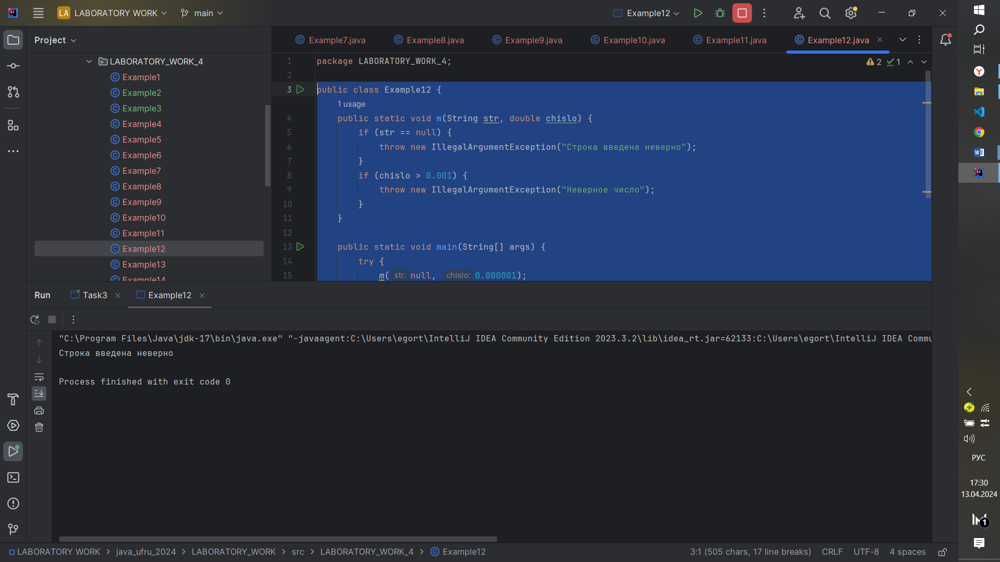 LA LABORATORY WORK main Example12
Project
Example7.java Example8.java Example9.java Example10.java Example11.java Example12.java
LABORATORY_WORK_4
Example1
Example2
Example3
Example4
Example5
Example6
Example7
Example8
Example9
Example10
Example11
Example12
Example13
Example14
1 package LABORATORY_WORK_4; 2 1
2
3 public class Example12 {
1 usage
4 public static void m(String str, double chislo) {
5 if (str == null) {
6 throw new IllegalArgumentException("Строка введена неверно");
7 }
8 if (chislo > 0.001) {
9 throw new IllegalArgumentException("Неверное число");
10 }
11 }
12
13 public static void main(String[] args) {
14 try {
15 m( str: null, chislo: 0.000001);
Run Task3 Example12
"C:\Program Files\Java\jdk-17\bin\java.exe" "-javaagent:C:\Users\egort\IntelliJ IDEA Community Edition 2023.3.2\lib\idea_rt.jar=62133:C:\Users\egort\IntelliJ IDEA Commu
Строка введена неверно
Process finished with exit code 0
LABORATORY WORK > java_ufru_2024 > LABORATORY_WORK > src > LABORATORY_WORK_4 > Example12
3:1 (505 chars, 17 line breaks) CRLF UTF-8 4 spaces
РУС
17:30
13.04.2024
1